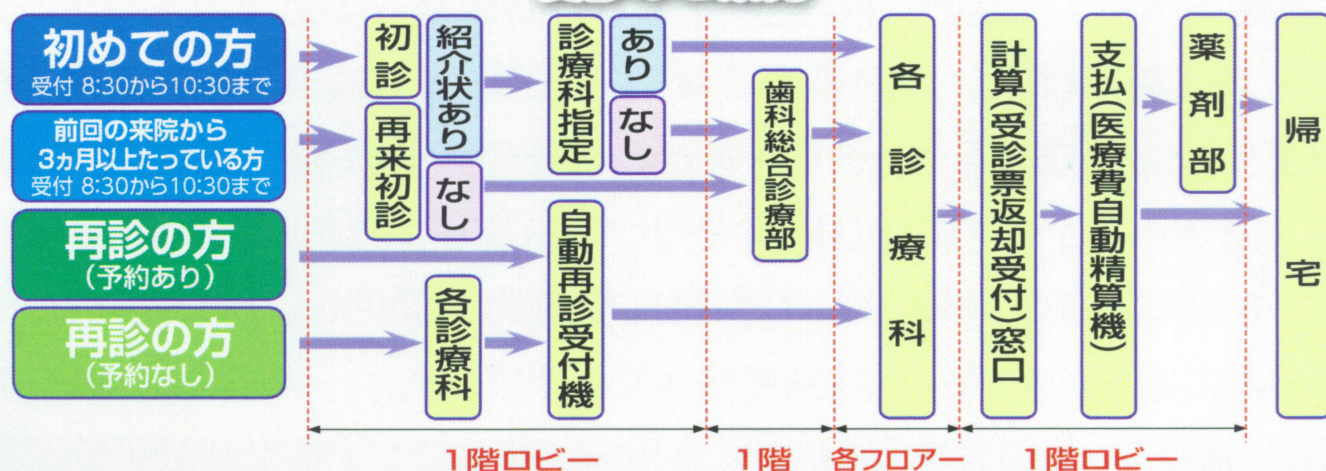 初めての方
受付 8:30から10:30まで
前回の来院から
3ヵ月以上たっている方
受付 8:30から10:30まで
再診の方
(予約あり)
再診の方
(予約なし)
初診
再来初診
紹介状あり
なし
各診療科
診療科指定
あり
なし
自動再診受付機
歯科総合診療部
各診療科
計算(受診票返却受付)窓口
支払(医療費自動精算機)
薬剤部
帰宅
1階ロビー
1階
各フロアー
1階ロビー